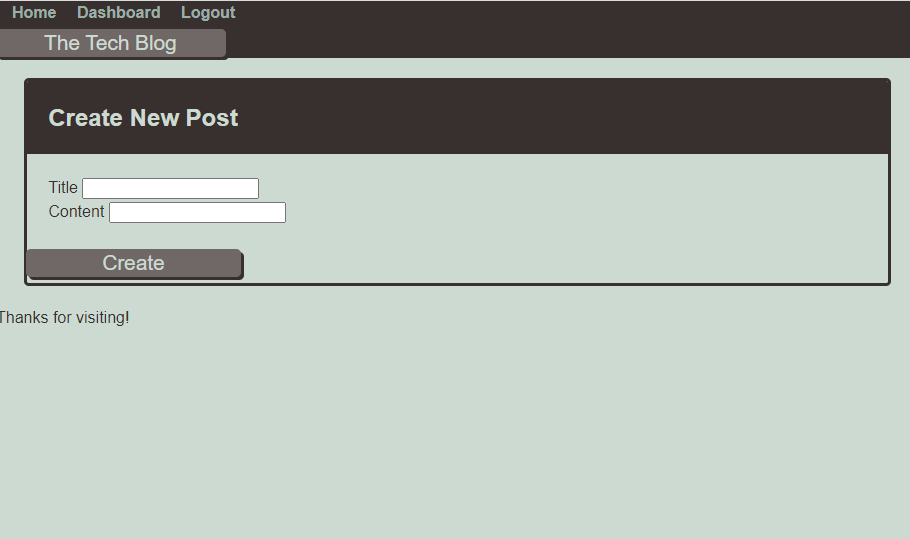 Home Dashboard Logout
The Tech Blog
Create New Post
Title
Content
Create
Thanks for visiting!